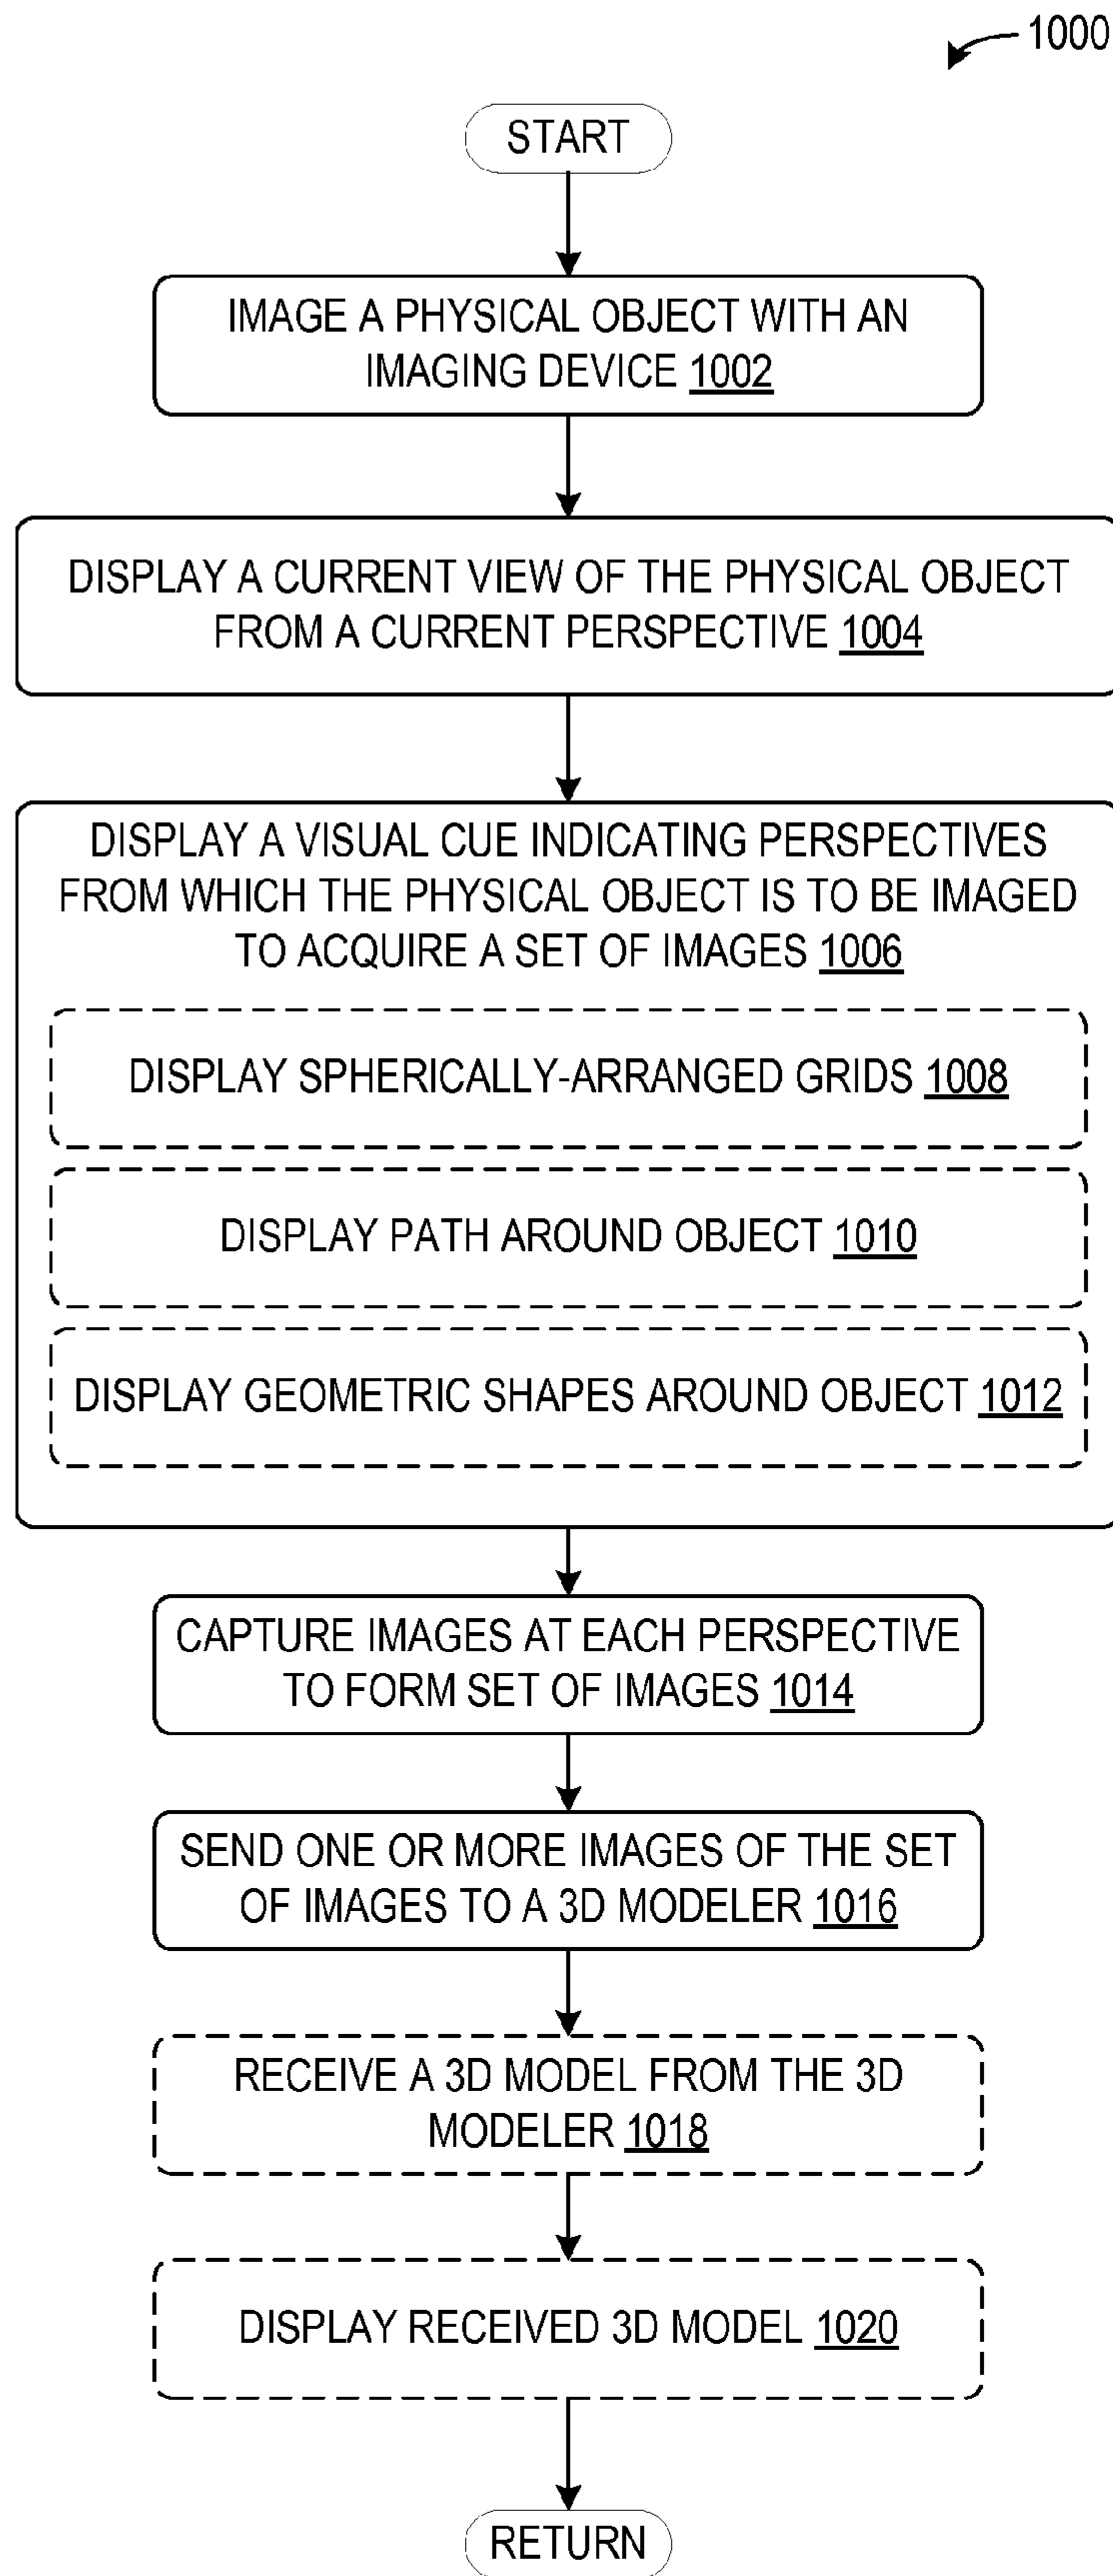 1000
START
IMAGE A PHYSICAL OBJECT WITH AN
IMAGING DEVICE 1002
DISPLAY A CURRENT VIEW OF THE PHYSICAL OBJECT
FROM A CURRENT PERSPECTIVE 1004
DISPLAY A VISUAL CUE INDICATING PERSPECTIVES
FROM WHICH THE PHYSICAL OBJECT IS TO BE IMAGED
TO ACQUIRE A SET OF IMAGES 1006
DISPLAY SPHERICALLY-ARRANGED GRIDS 1008
DISPLAY PATH AROUND OBJECT 1010
DISPLAY GEOMETRIC SHAPES AROUND OBJECT 1012
CAPTURE IMAGES AT EACH PERSPECTIVE
TO FORM SET OF IMAGES 1014
SEND ONE OR MORE IMAGES OF THE SET
OF IMAGES TO A 3D MODELER 1016
RECEIVE A 3D MODEL FROM THE 3D
MODELER 1018
DISPLAY RECEIVED 3D MODEL 1020
RETURN